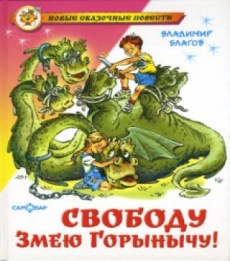 НОВЫЕ СКАЗОЧНЫЕ ПОВЕСТИ
ВЛАДИМИР
БЛАГОВ
САМОВАР
СВОБОДУ
ЗМЕЮ ГОРЫНЫЧУ!